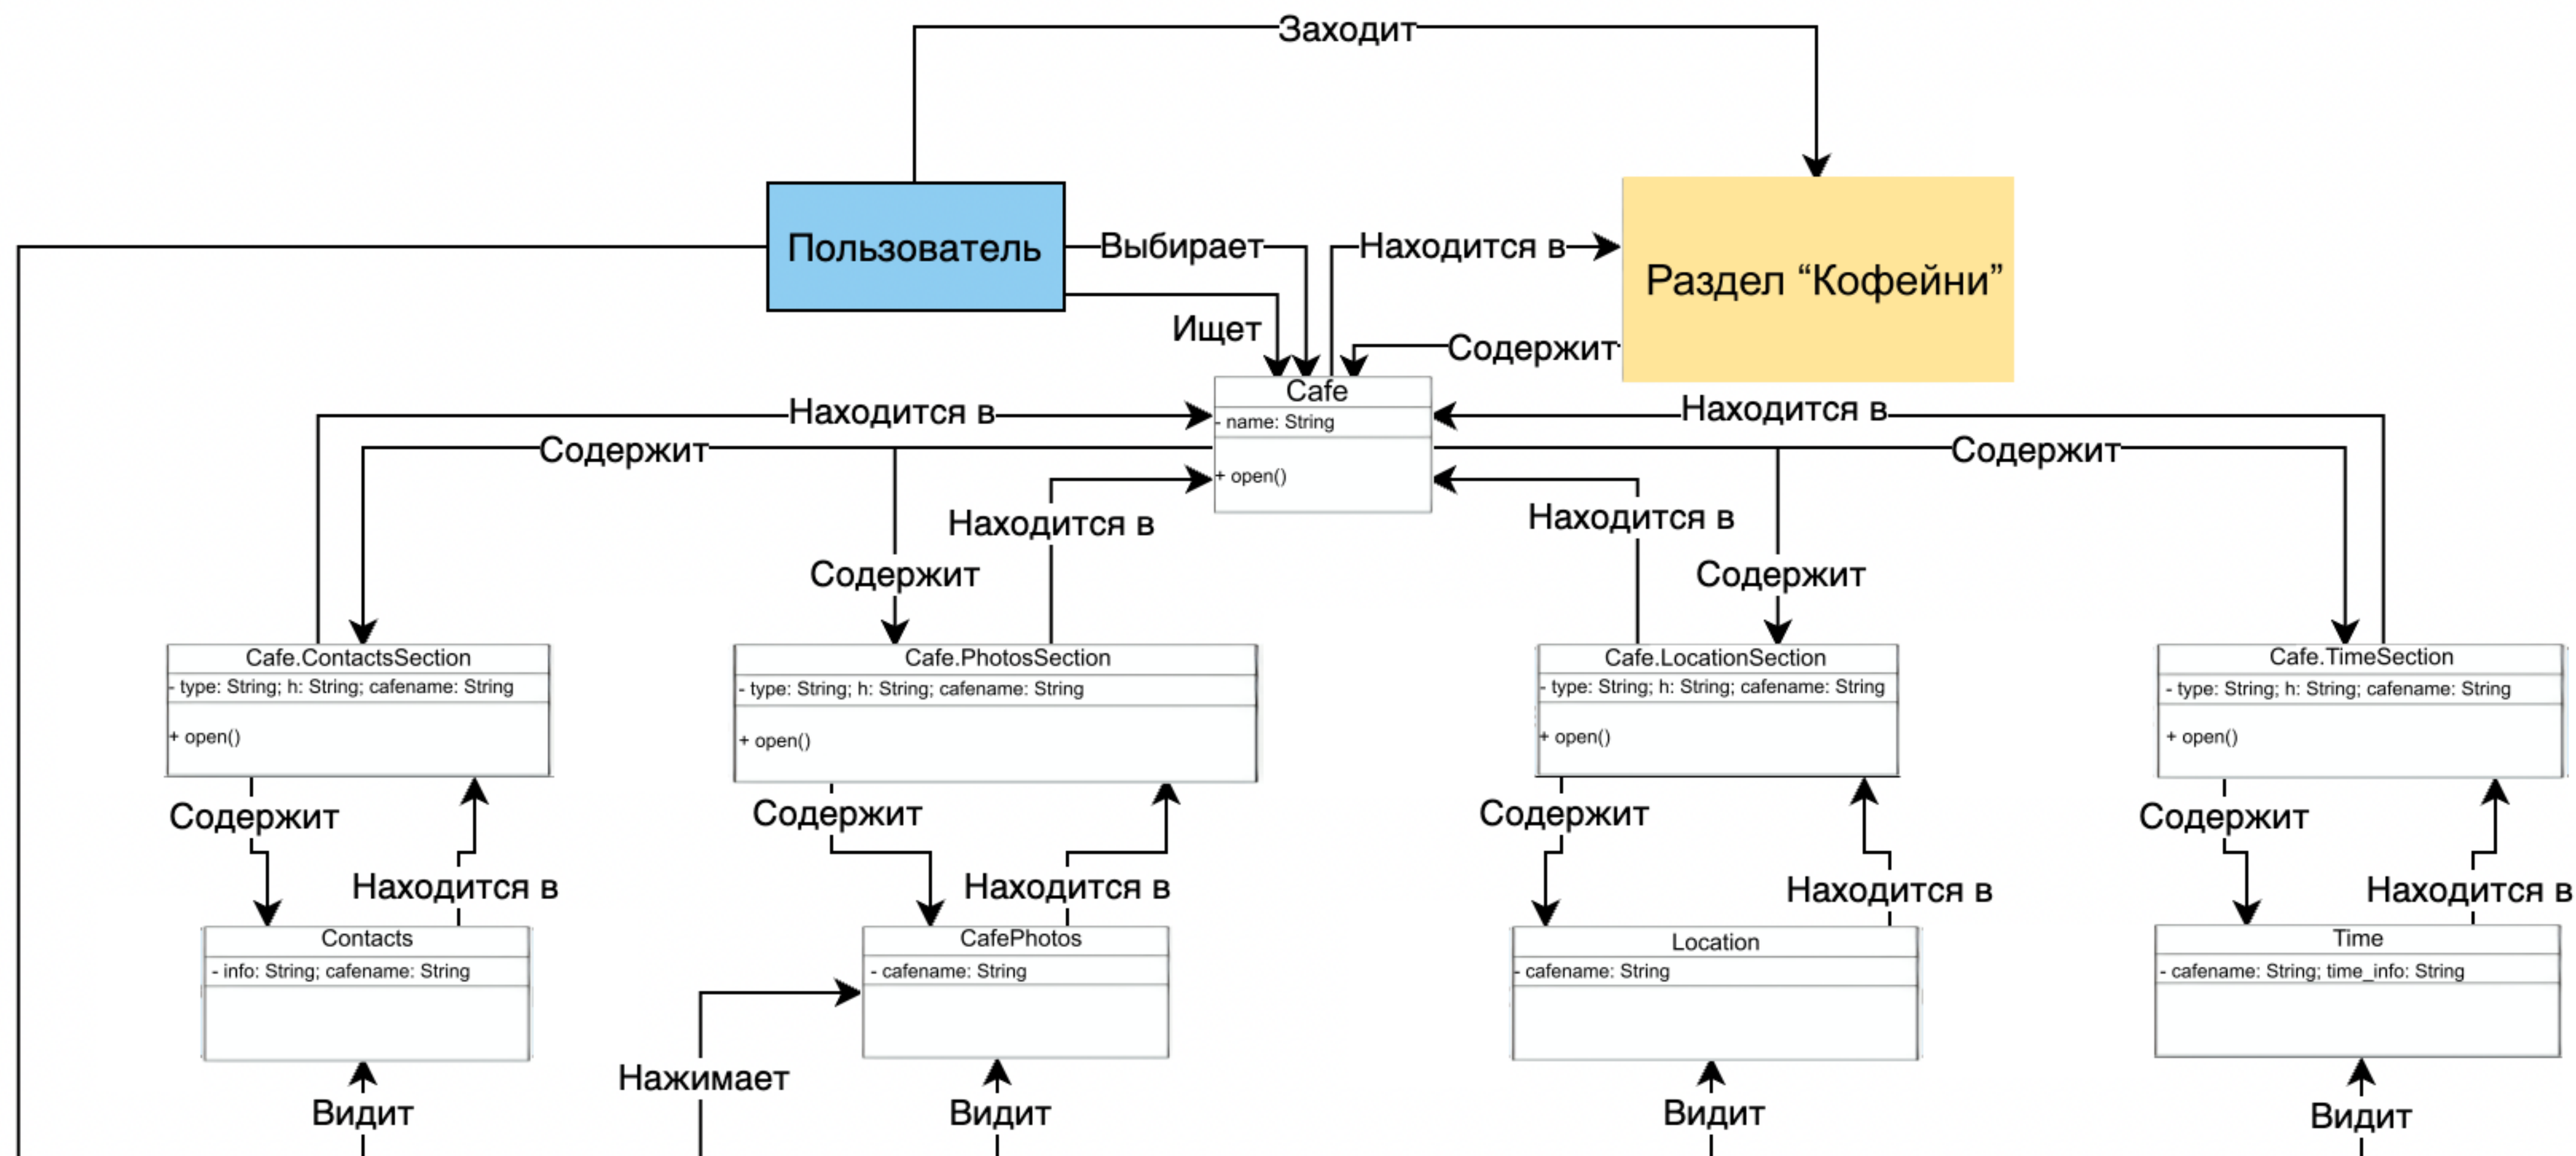 Заходит
Пользователь
Выбирает
Находится в
Раздел “Кофейни”
Ищет
Содержит
Cafe
- name: String
+ open()
Находится в
Находится в
Содержит
Содержит
Находится в
Находится в
Содержит
Содержит
Cafe.ContactsSection
- type: String; h: String; cafename: String
+ open()
Cafe.PhotosSection
- type: String; h: String; cafename: String
+ open()
Cafe.LocationSection
- type: String; h: String; cafename: String
+ open()
Cafe.TimeSection
- type: String; h: String; cafename: String
+ open()
Содержит
Содержит
Содержит
Содержит
Находится в
Находится в
Находится в
Находится в
Contacts
- info: String; cafename: String
CafePhotos
- cafename: String
Location
- cafename: String
Time
- cafename: String; time_info: String
Нажимает
Видит
Видит
Видит
Видит